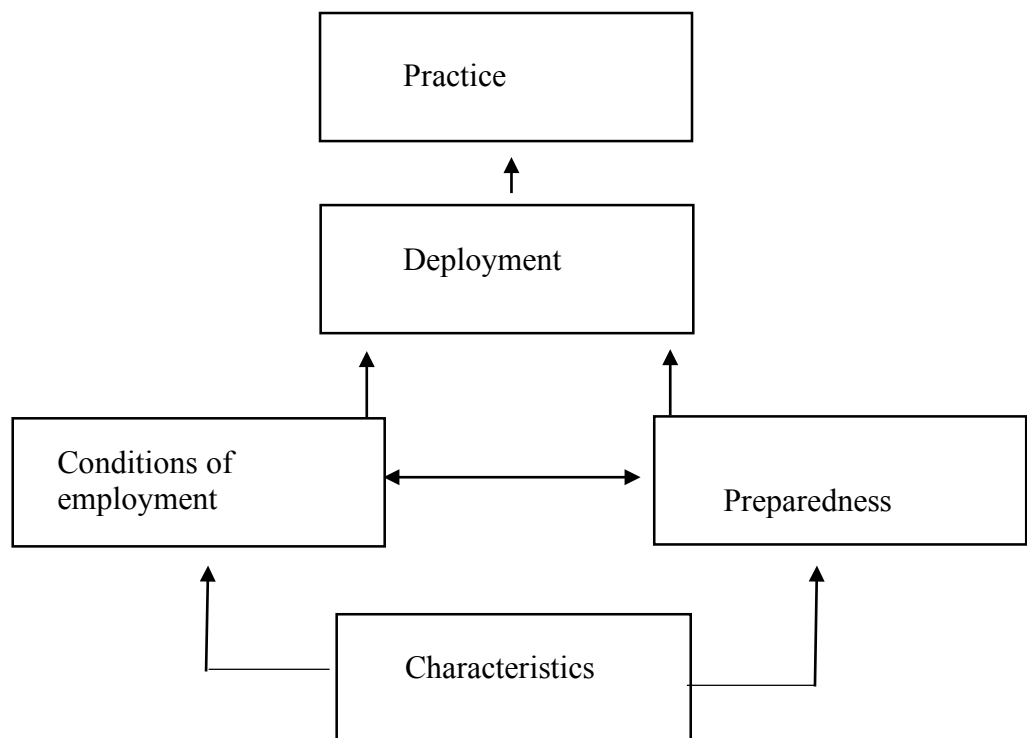 Practice
Deployment
Conditions of
employment
Preparedness
Characteristics